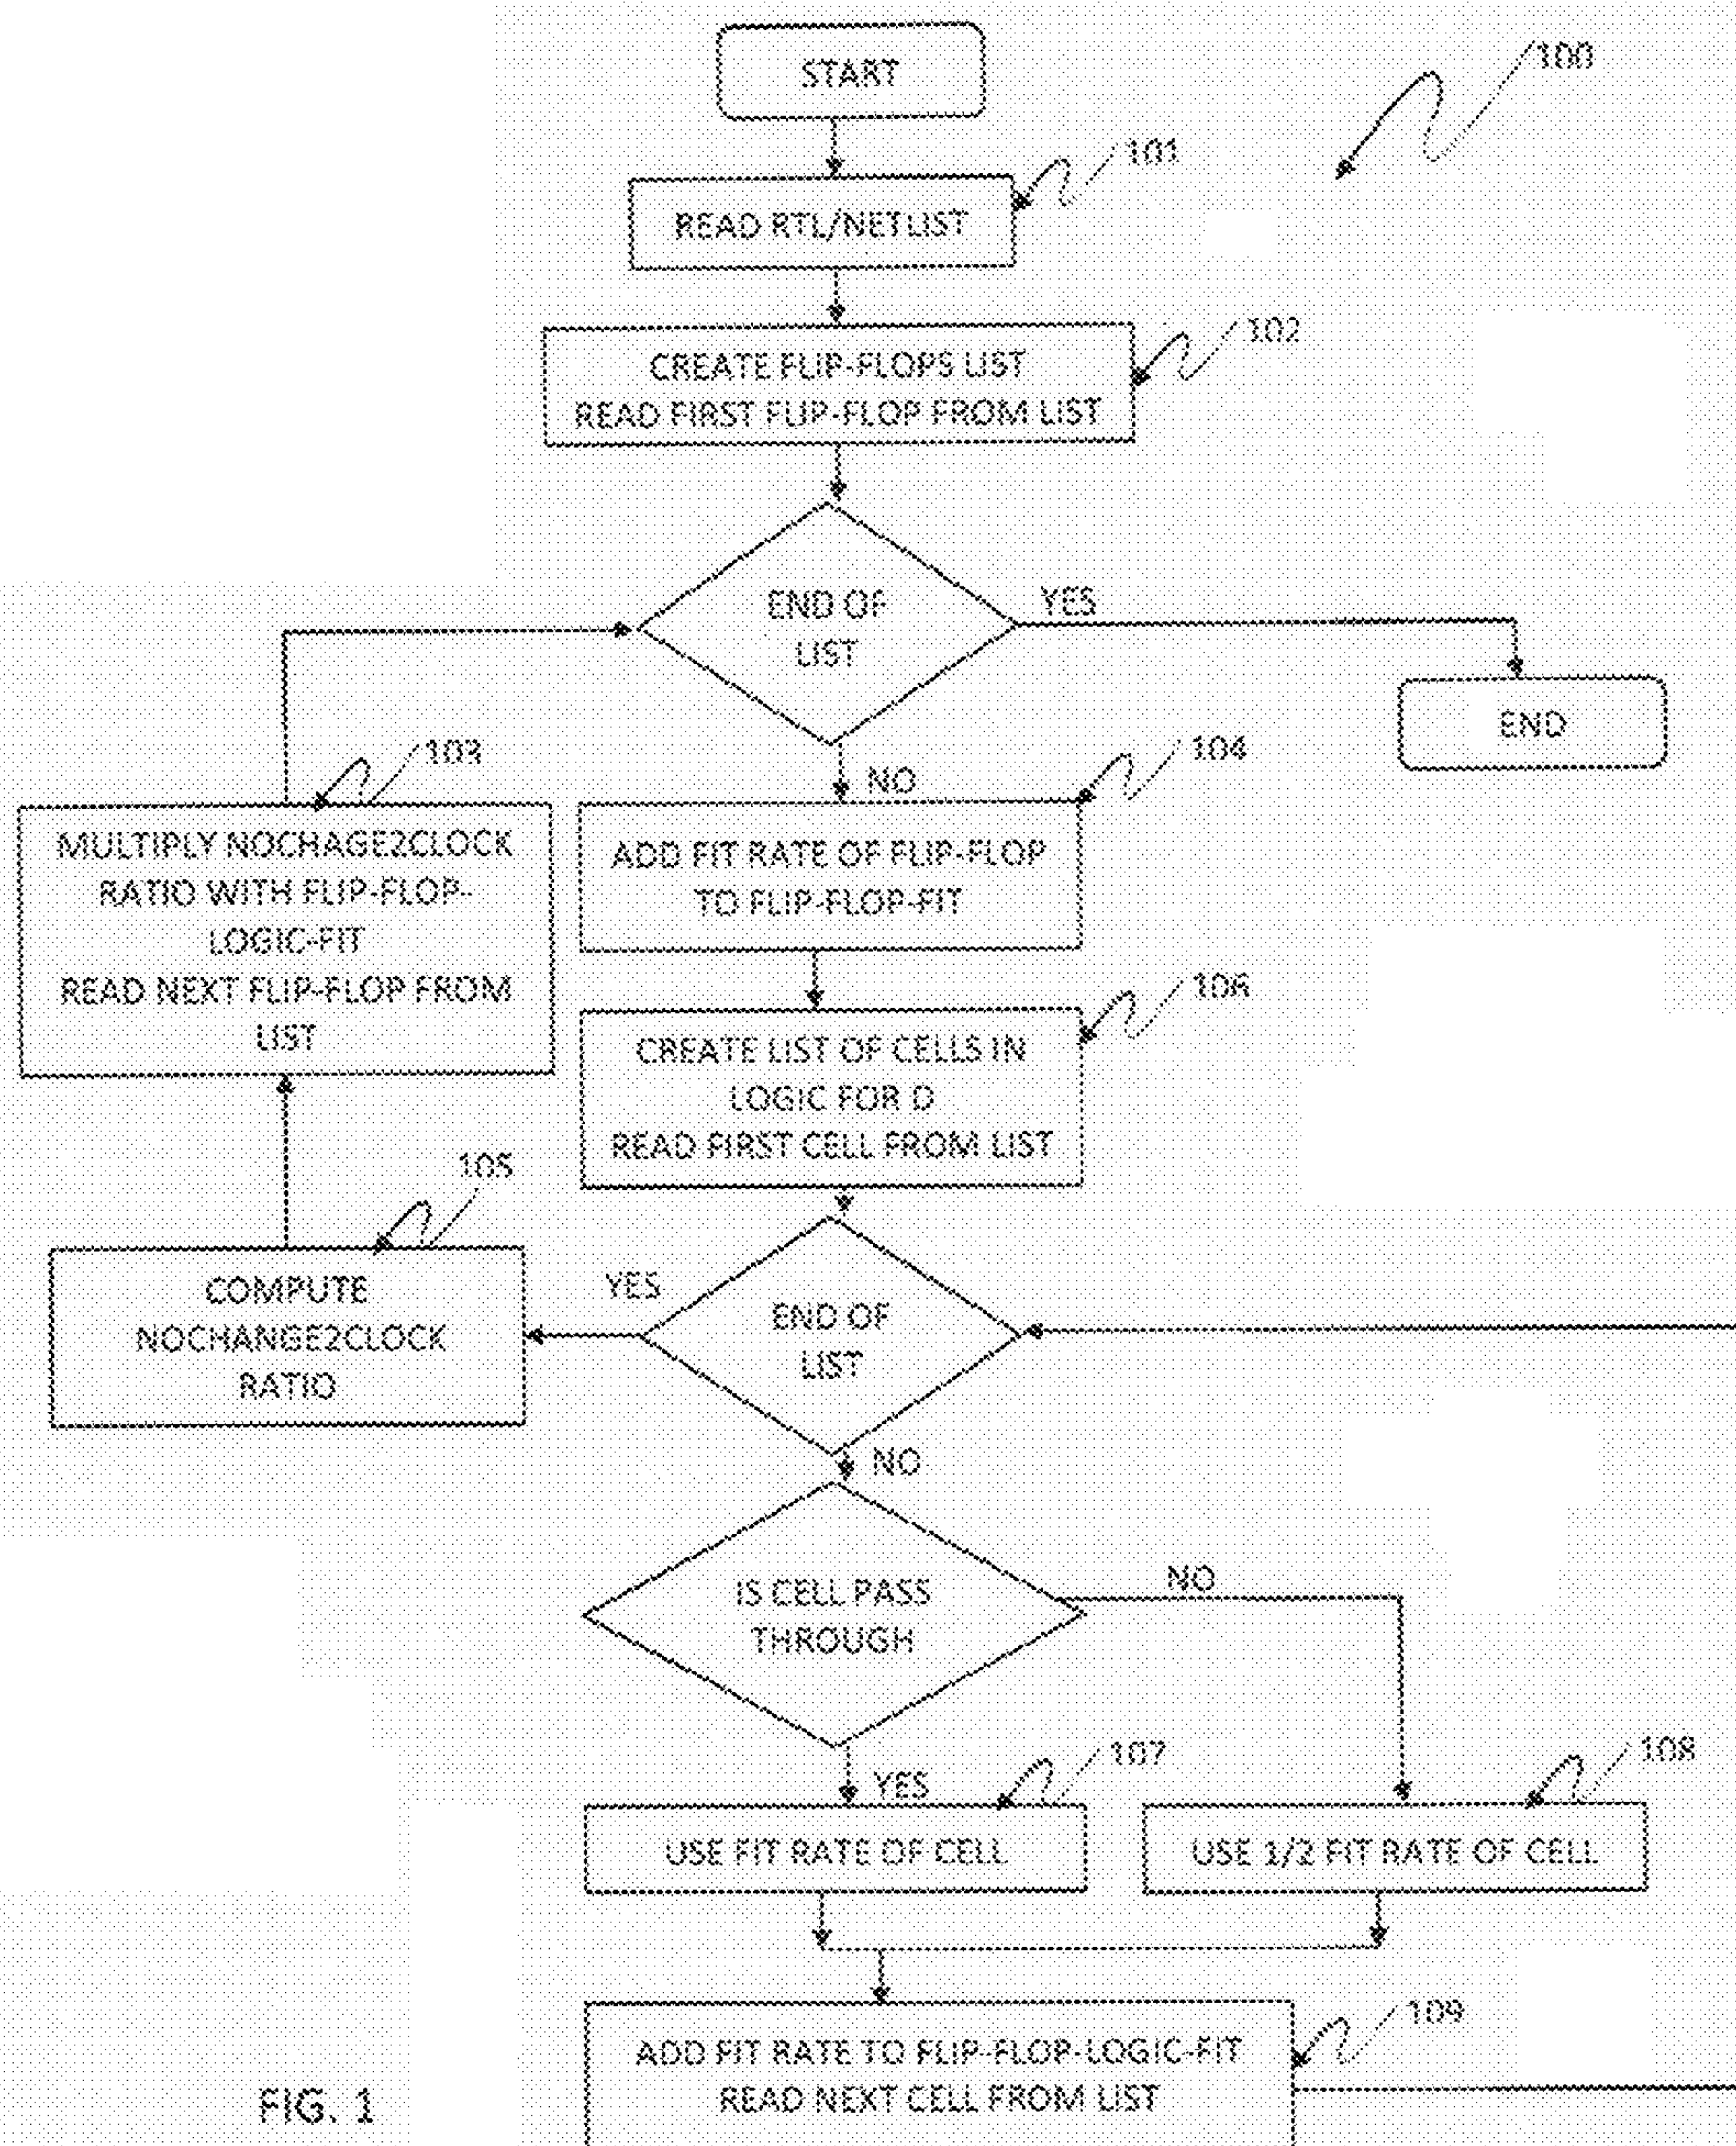 START
100
101
READ RTL/NETLIST
102
CREATE FLIP-FLOPS LIST
READ FIRST FLIP-FLOP FROM LIST
END OF
LIST
YES
END
NO
103
MULTIPLY NOCHAGE2CLOCK
RATIO WITH FLIP-FLOP-
LOGIC-FIT
READ NEXT FLIP-FLOP FROM
LIST
104
ADD FIT RATE OF FLIP-FLOP
TO FLIP-FLOP-FIT
106
CREATE LIST OF CELLS IN
LOGIC FOR D
READ FIRST CELL FROM LIST
105
COMPUTE
NOCHANGE2CLOCK
RATIO
YES
END OF
LIST
NO
IS CELL PASS
THROUGH
NO
YES
107
USE FIT RATE OF CELL
108
USE 1/2 FIT RATE OF CELL
109
ADD FIT RATE TO FLIP-FLOP-LOGIC-FIT
READ NEXT CELL FROM LIST
FIG. 1